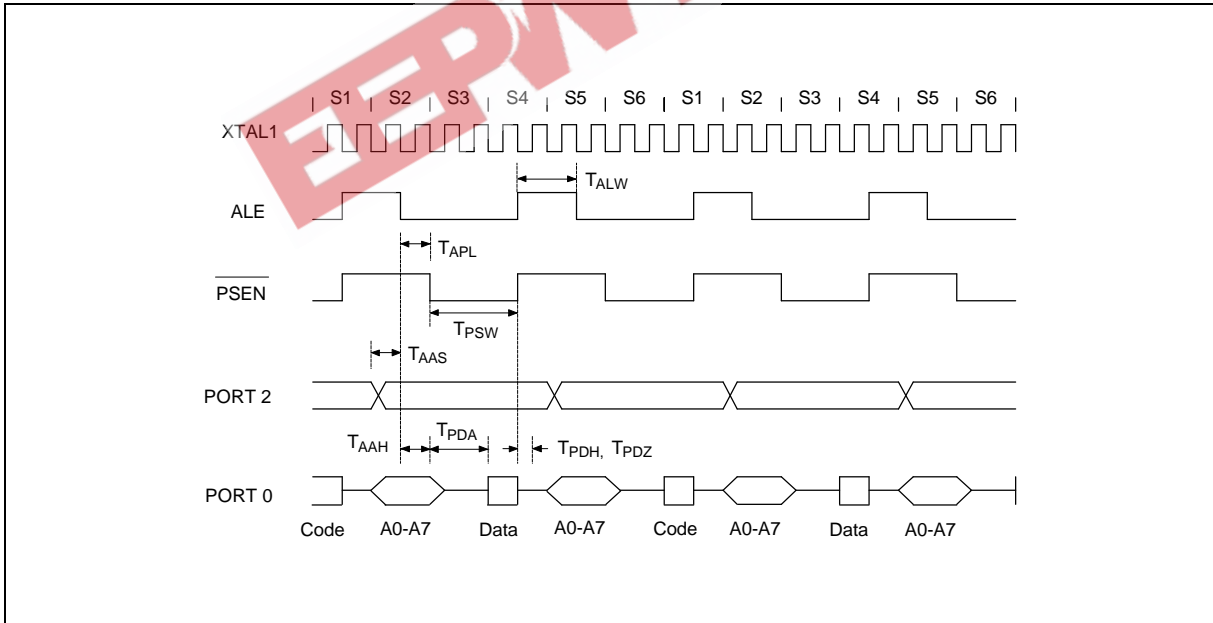 EEPW
S1 S2 S3 S4 S5 S6 S1 S2 S3 S4 S5 S6
XTAL1
TALW
ALE
TAPL
PSEN
TPSW
TAAS
PORT 2
TAAH TPDA TPDH, TPDZ
PORT 0
Code A0-A7 Data A0-A7 Code A0-A7 Data A0-A7